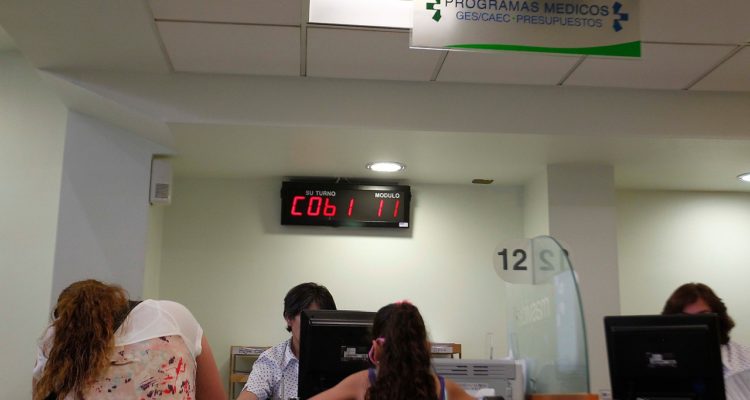 PROGRAMAS MEDICOS
GES/CAEC · PRESUPUESTOS
SU TURNO MODULO
C061 11
12